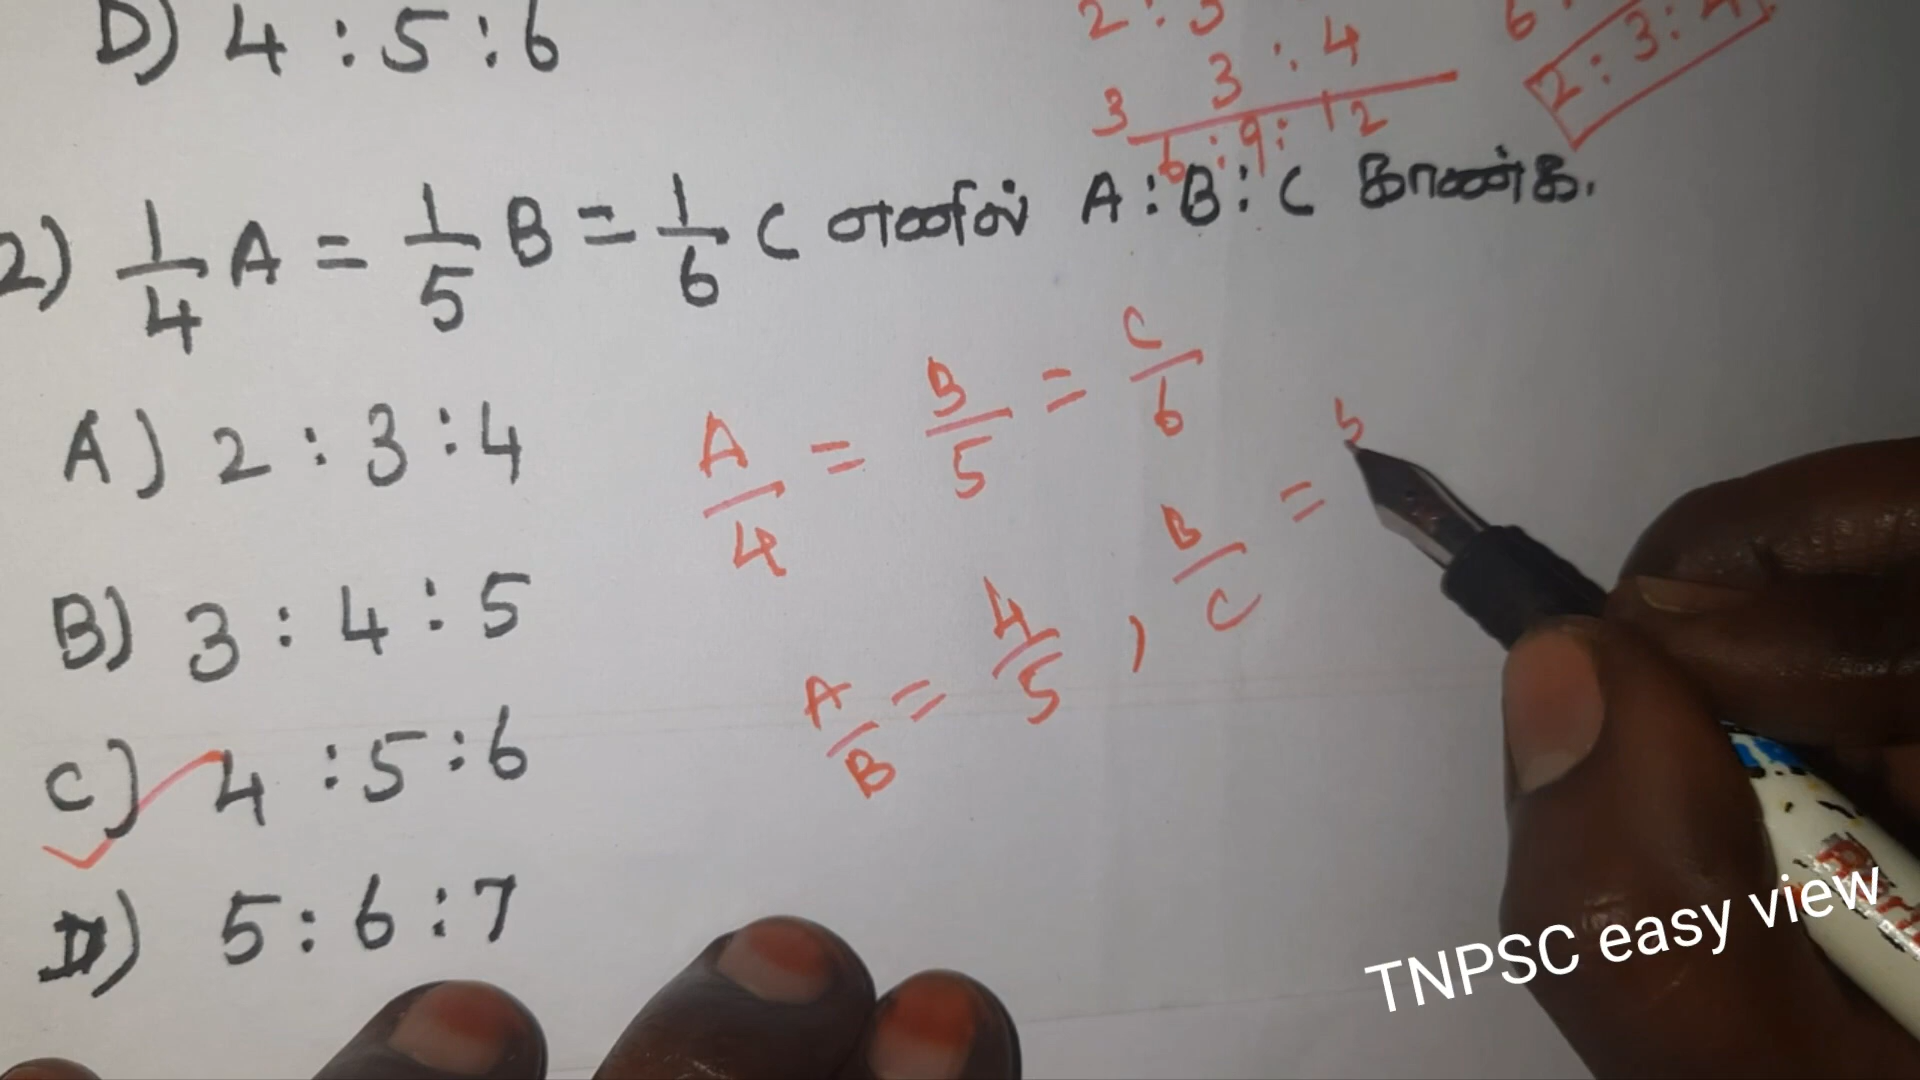 D) 4 : 5 : 6
2 : 3
3 : 4
3
6 : 9 : 12
6 :
2 : 3 : 4
2) 1/4 A = 1/5 B = 1/6 C எனில் A : B : C காண்க.
A/4 = B/5 = C/6
A) 2 : 3 : 4
A/B = 4/5 , B/C = 5
B) 3 : 4 : 5
C) 4 : 5 : 6
D) 5 : 6 : 7
TNPSC easy view